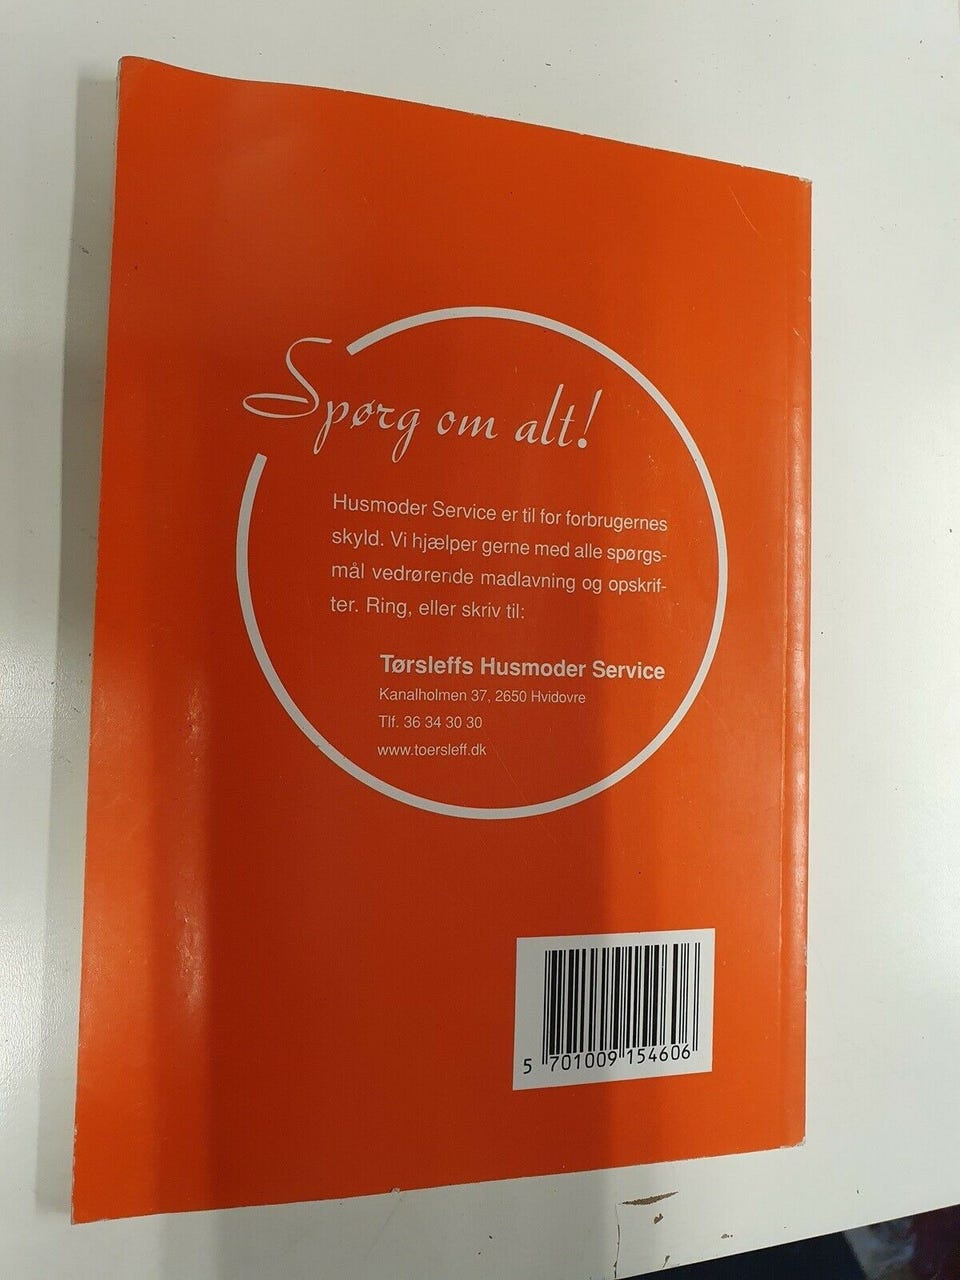 Spørg om alt!
Husmoder Service er til for forbrugernes
skyld. Vi hjælper gerne med alle spørgs-
mål vedrørende madlavning og opskrif-
ter. Ring, eller skriv til:
Tørsleffs Husmoder Service
Kanalholmen 37, 2650 Hvidovre
Tlf. 36 34 30 30
www.toersleff.dk
5 701009 154606